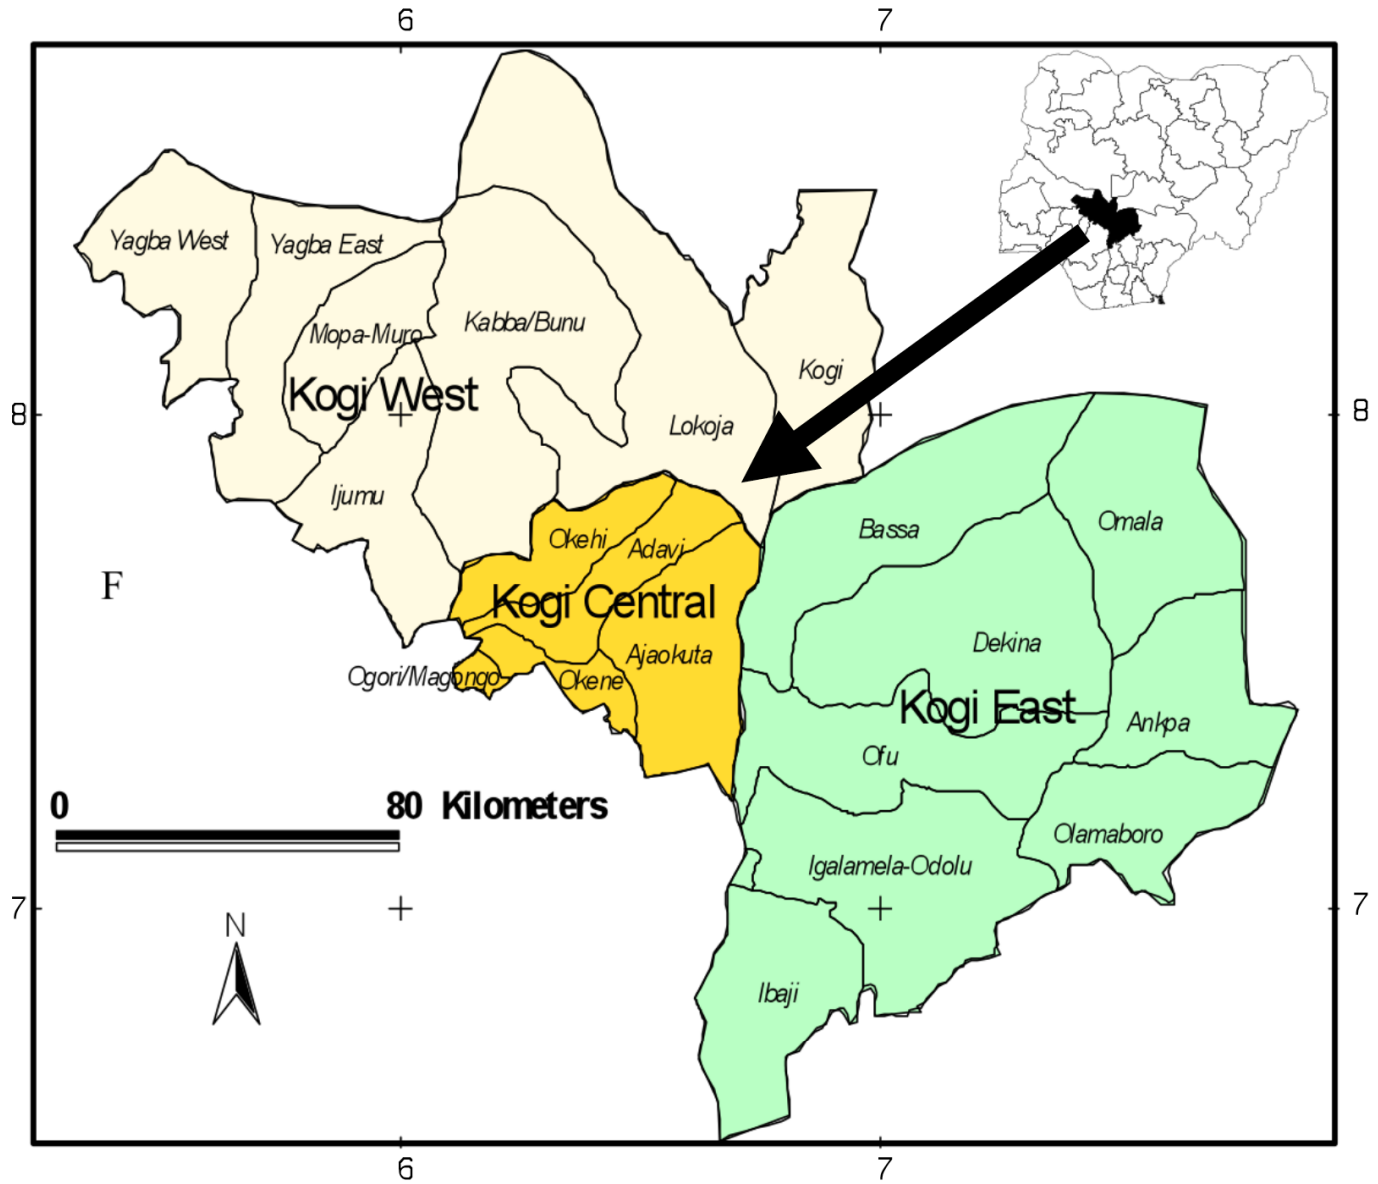 6 7
Yagba West
Yagba East
Mopa-Muro
Kabba/Bunu
Kogi
Kogi West
8 8
Lokoja
Ijumu
Okehi
Adavi
Bassa
Omala
F
Kogi Central
Dekina
Ajaokuta
Ogori/Magongo
Okene
Kogi East
Ankpa
Ofu
0 80 Kilometers
Olamaboro
Igalamela-Odolu
7 7
N
Ibaji
6 7